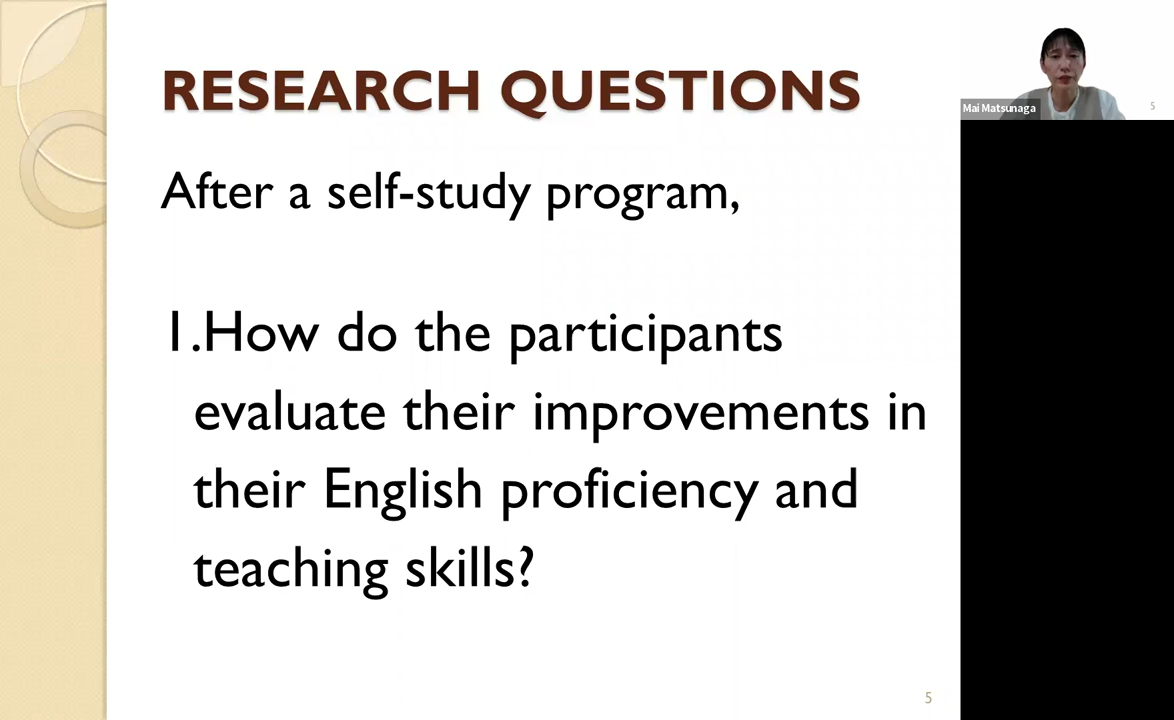 RESEARCH QUESTIONS
After a self-study program,
1.How do the participants
evaluate their improvements in
their English proficiency and
teaching skills?
5
Mai Matsunaga
5